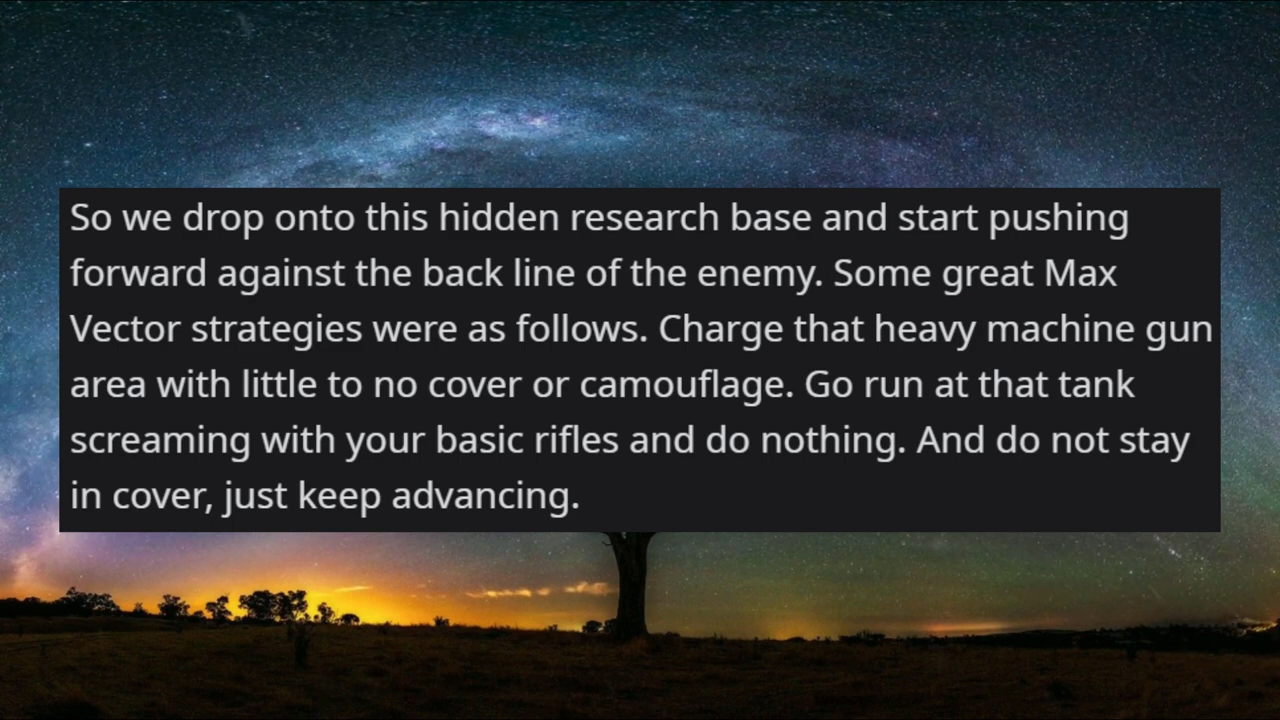 So we drop onto this hidden research base and start pushing
forward against the back line of the enemy. Some great Max
Vector strategies were as follows. Charge that heavy machine gun
area with little to no cover or camouflage. Go run at that tank
screaming with your basic rifles and do nothing. And do not stay
in cover, just keep advancing.